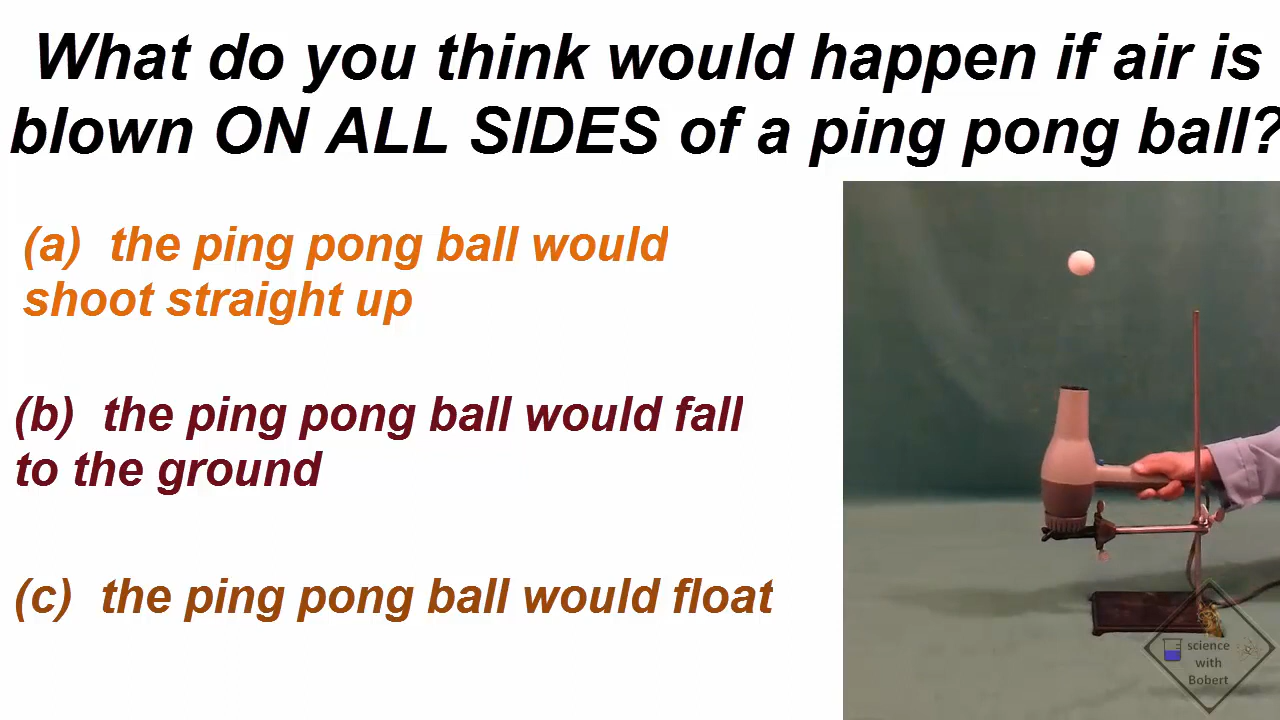 What do you think would happen if air is
blown ON ALL SIDES of a ping pong ball?
(a) the ping pong ball would
shoot straight up
(b) the ping pong ball would fall
to the ground
(c) the ping pong ball would float
science
with
Bobert